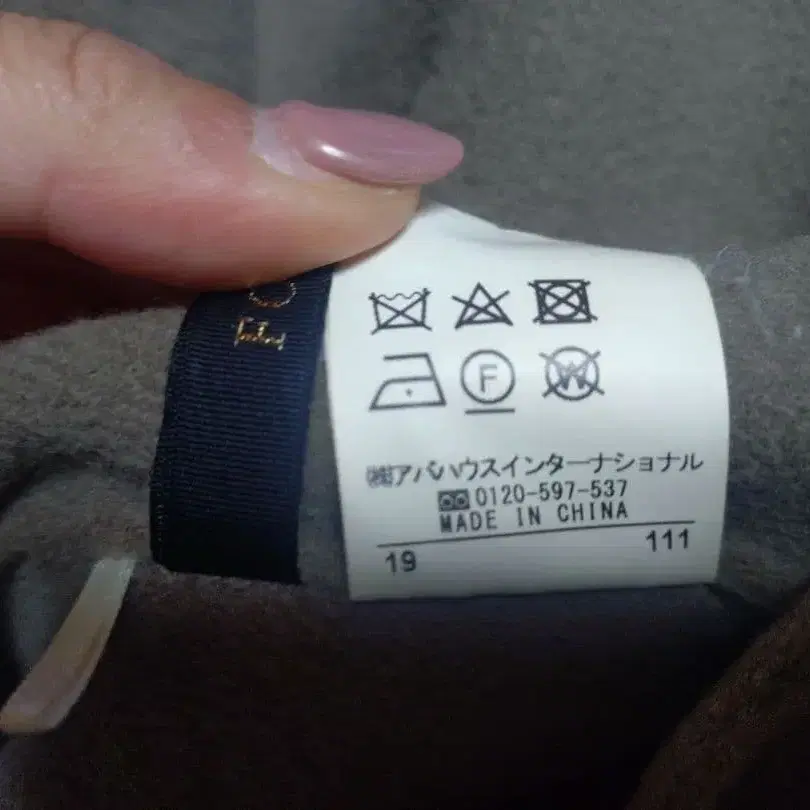 FO
F
W
㈱アバハウスインターナショナル
0120-597-537
MADE IN CHINA
19 111